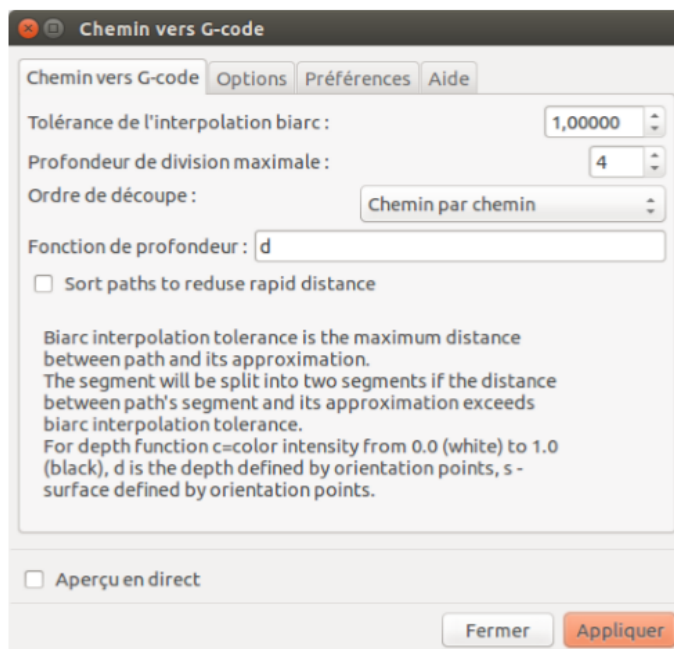 Chemin vers G-code
Chemin vers G-code Options Préférences Aide
Tolérance de l'interpolation biarc : 1,00000
Profondeur de division maximale : 4
Ordre de découpe : Chemin par chemin
Fonction de profondeur : d
Sort paths to reduse rapid distance
Biarc interpolation tolerance is the maximum distance
between path and its approximation.
The segment will be split into two segments if the distance
between path's segment and its approximation exceeds
biarc interpolation tolerance.
For depth function c=color intensity from 0.0 (white) to 1.0
(black), d is the depth defined by orientation points, s -
surface defined by orientation points.
Aperçu en direct
Fermer Appliquer